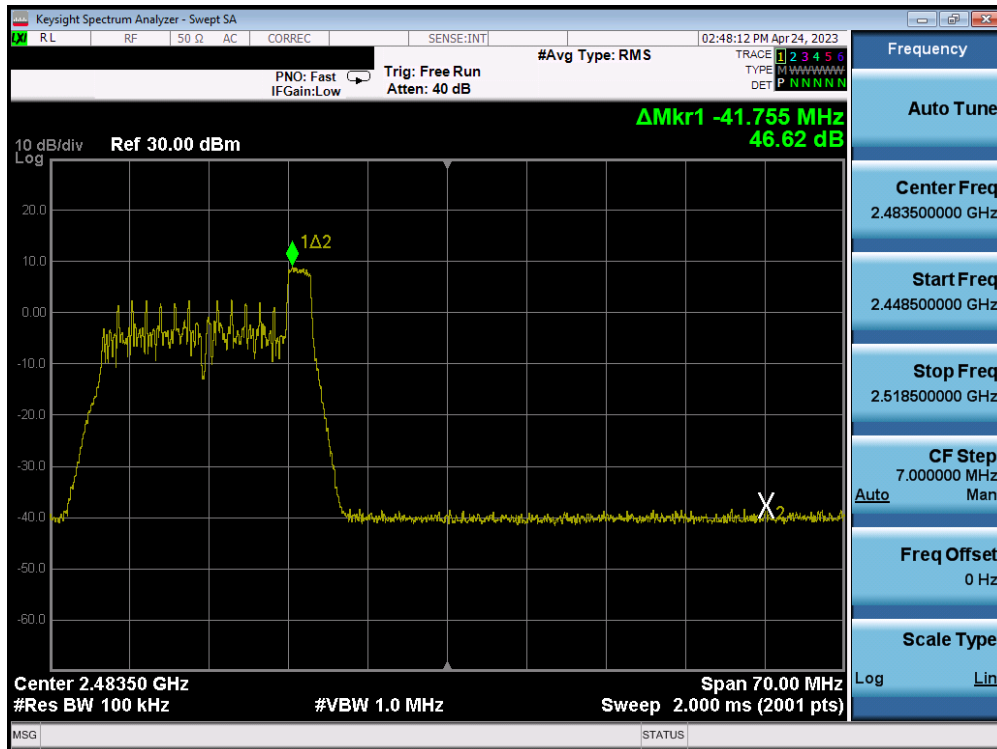 Keysight Spectrum Analyzer - Swept SA
LXI RL RF 50 Ω AC CORREC SENSE:INT 02:48:12 PM Apr 24, 2023
#Avg Type: RMS TRACE 1 2 3 4 5 6
PNO: Fast Trig: Free Run TYPE M W W W W W
IFGain:Low Atten: 40 dB DET P N N N N N
ΔMkr1 -41.755 MHz
46.62 dB
10 dB/div Ref 30.00 dBm
Log
20.0
1Δ2
10.0
0.00
-10.0
-20.0
-30.0
X2
-40.0
-50.0
-60.0
Center 2.48350 GHz Span 70.00 MHz
#Res BW 100 kHz #VBW 1.0 MHz Sweep 2.000 ms (2001 pts)
MSG STATUS
Frequency
Auto Tune
Center Freq
2.483500000 GHz
Start Freq
2.448500000 GHz
Stop Freq
2.518500000 GHz
CF Step
7.000000 MHz
Auto Man
Freq Offset
0 Hz
Scale Type
Log Lin